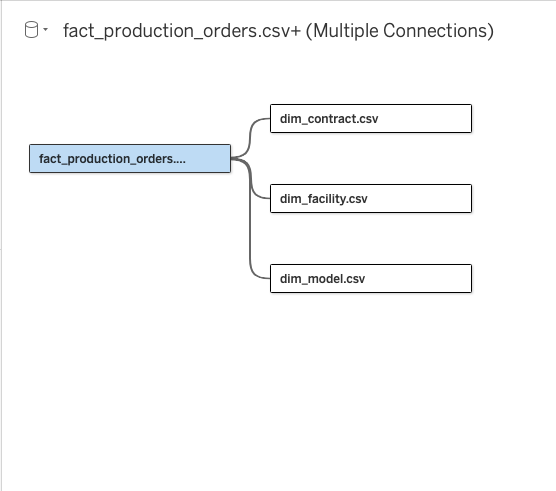 fact_production_orders.csv+ (Multiple Connections)
dim_contract.csv
fact_production_orders....
dim_facility.csv
dim_model.csv